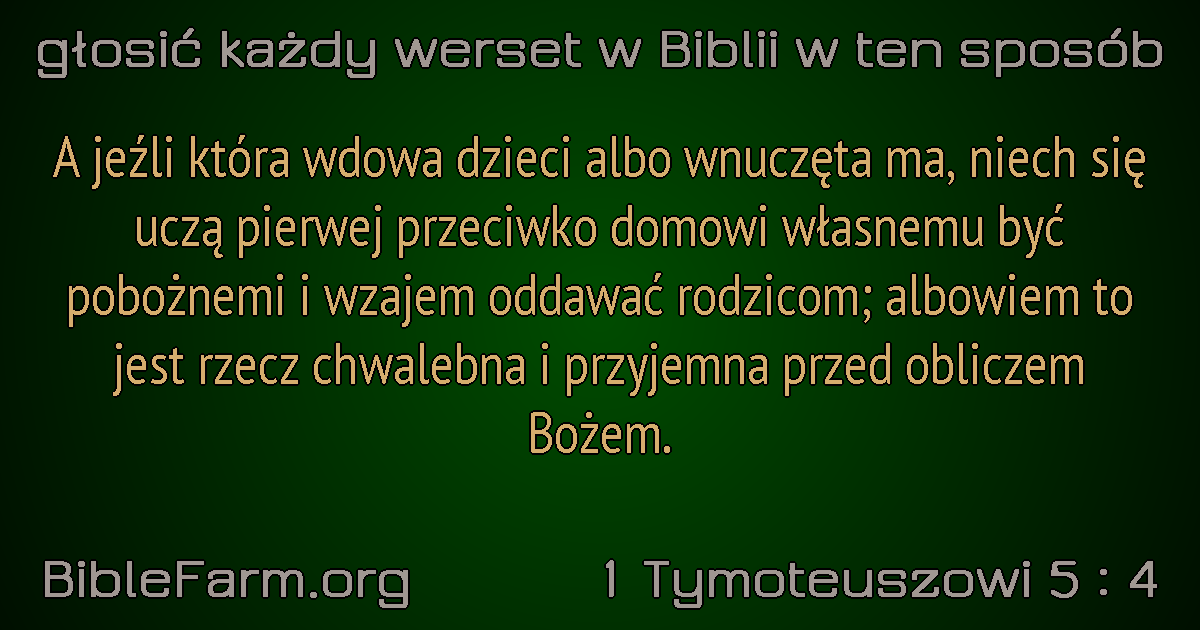 głosić każdy werset w Biblii w ten sposób
A jeźli która wdowa dzieci albo wnuczęta ma, niech się
uczą pierwej przeciwko domowi własnemu być
pobożnemi i wzajem oddawać rodzicom; albowiem to
jest rzecz chwalebna i przyjemna przed obliczem
Bożem.
BibleFarm.org
1 Tymoteuszowi 5 : 4